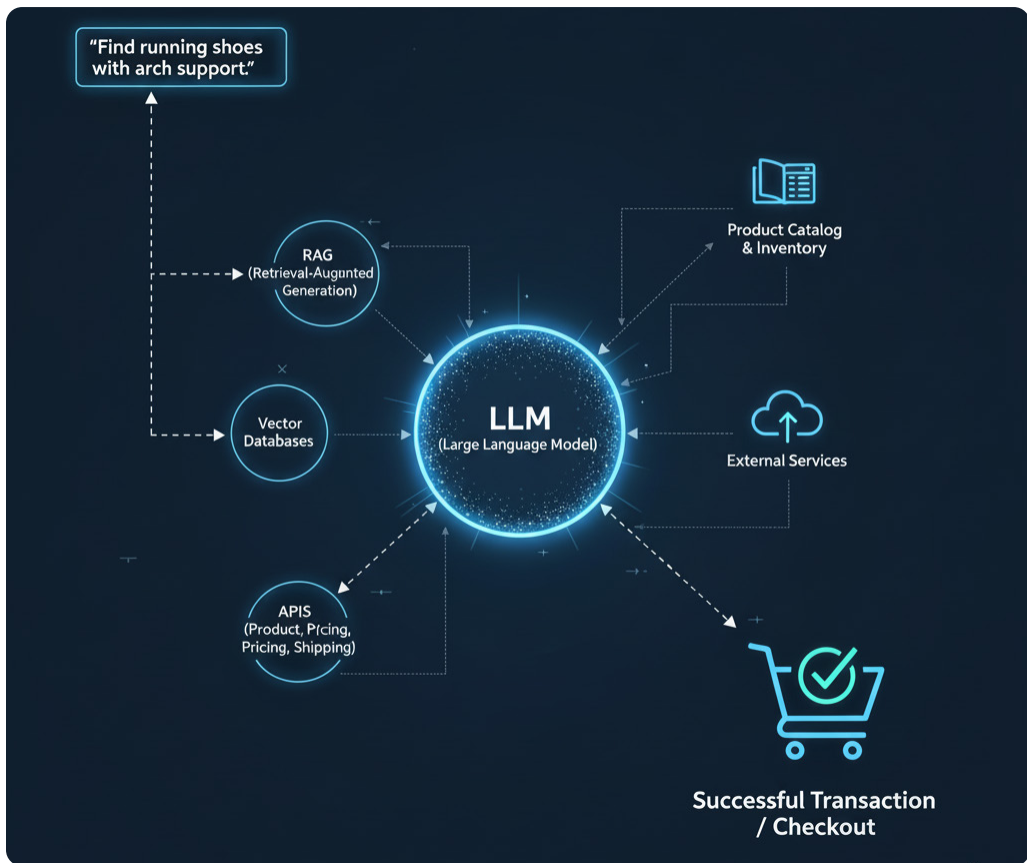 “Find running shoes
with arch support.”
RAG
(Retrieval-Augunted
Generation)
Product Catalog
& Inventory
Vector
Databases
LLM
(Large Language Model)
External Services
APIS
(Product, Pricing,
Pricing, Shipping)
Successful Transaction
/ Checkout